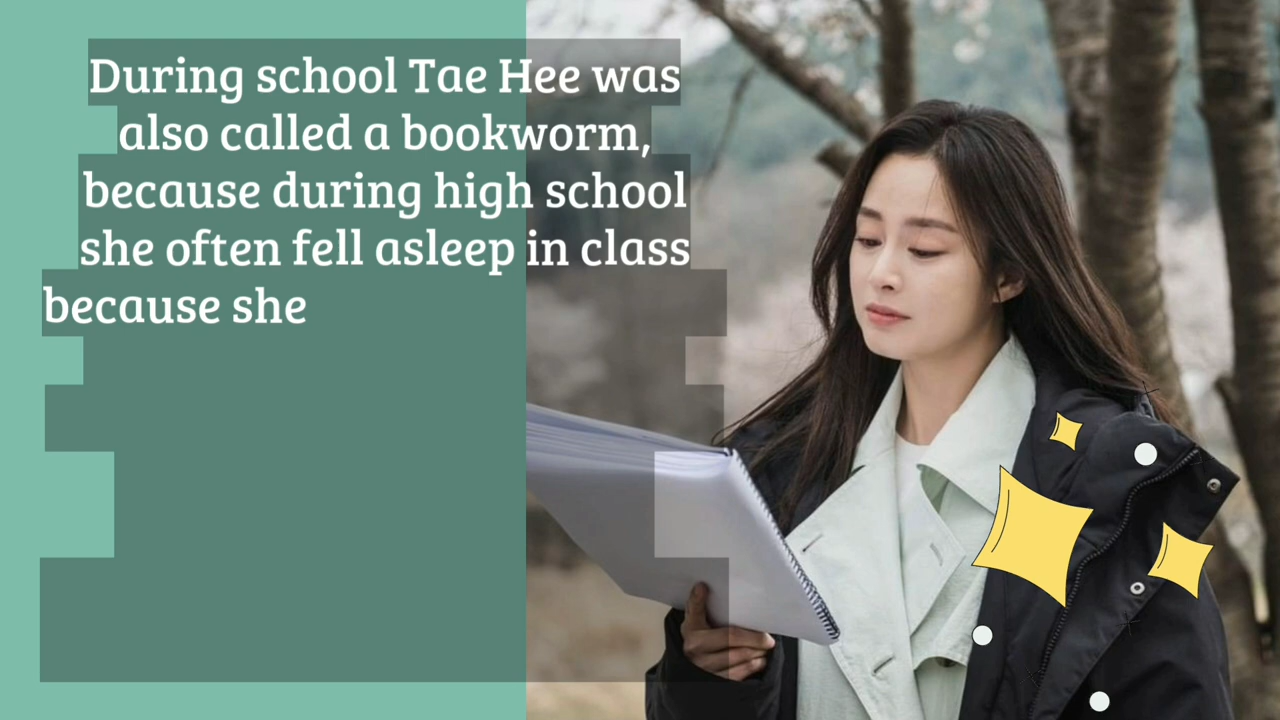 During school Tae Hee was
also called a bookworm,
because during high school
she often fell asleep in class
because she